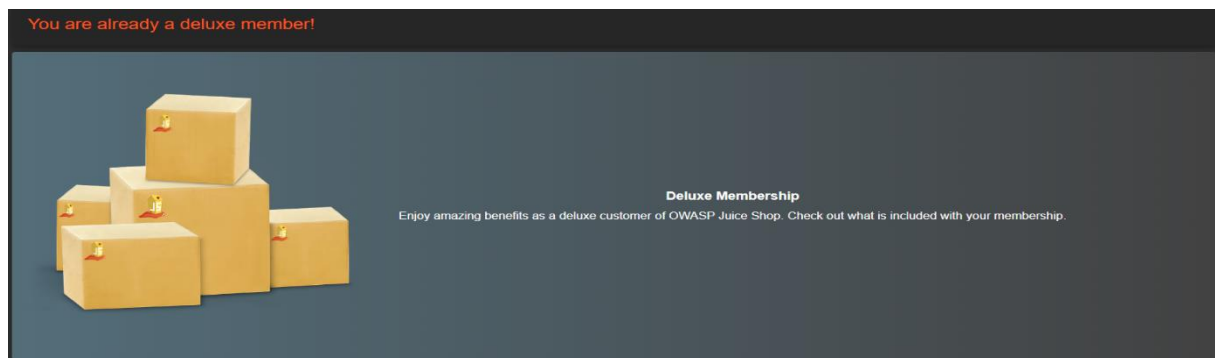 You are already a deluxe member!
Deluxe Membership
Enjoy amazing benefits as a deluxe customer of OWASP Juice Shop. Check out what is included with your membership.